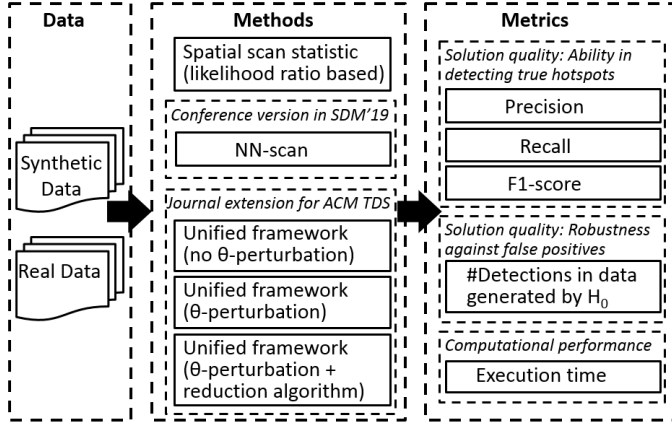 Data
Synthetic
Data
Real Data
Methods
Spatial scan statistic
(likelihood ratio based)
Conference version in SDM'19
NN-scan
Journal extension for ACM TDS
Unified framework
(no θ-perturbation)
Unified framework
(θ-perturbation)
Unified framework
(θ-perturbation +
reduction algorithm)
Metrics
Solution quality: Ability in
detecting true hotspots
Precision
Recall
F1-score
Solution quality: Robustness
against false positives
#Detections in data
generated by H₀
Computational performance
Execution time